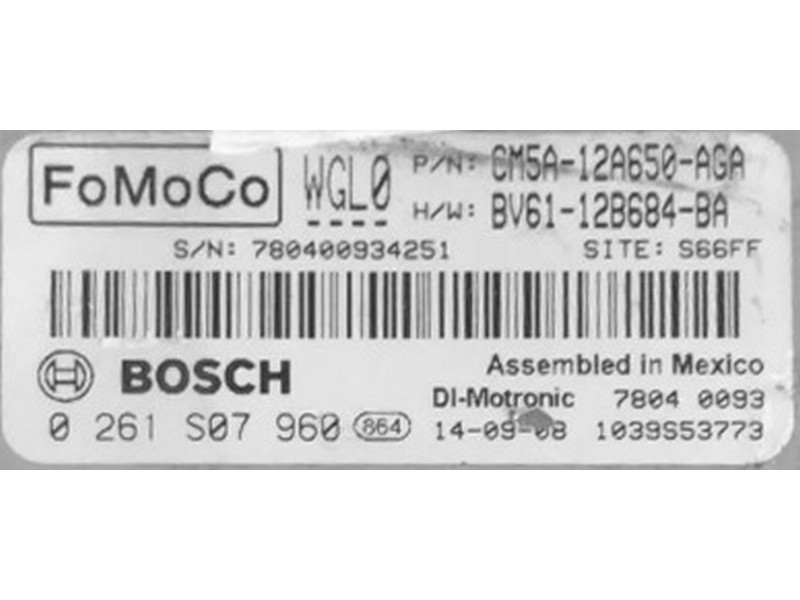 FoMoCo WGL0 P/N: CM5A-12A650-AGA
H/W: BV61-12B684-BA
S/N: 780400934251 SITE: S66FF
BOSCH Assembled in Mexico
DI-Motronic 7804 0093
0 261 S07 960 864 14-09-08 1039S53773